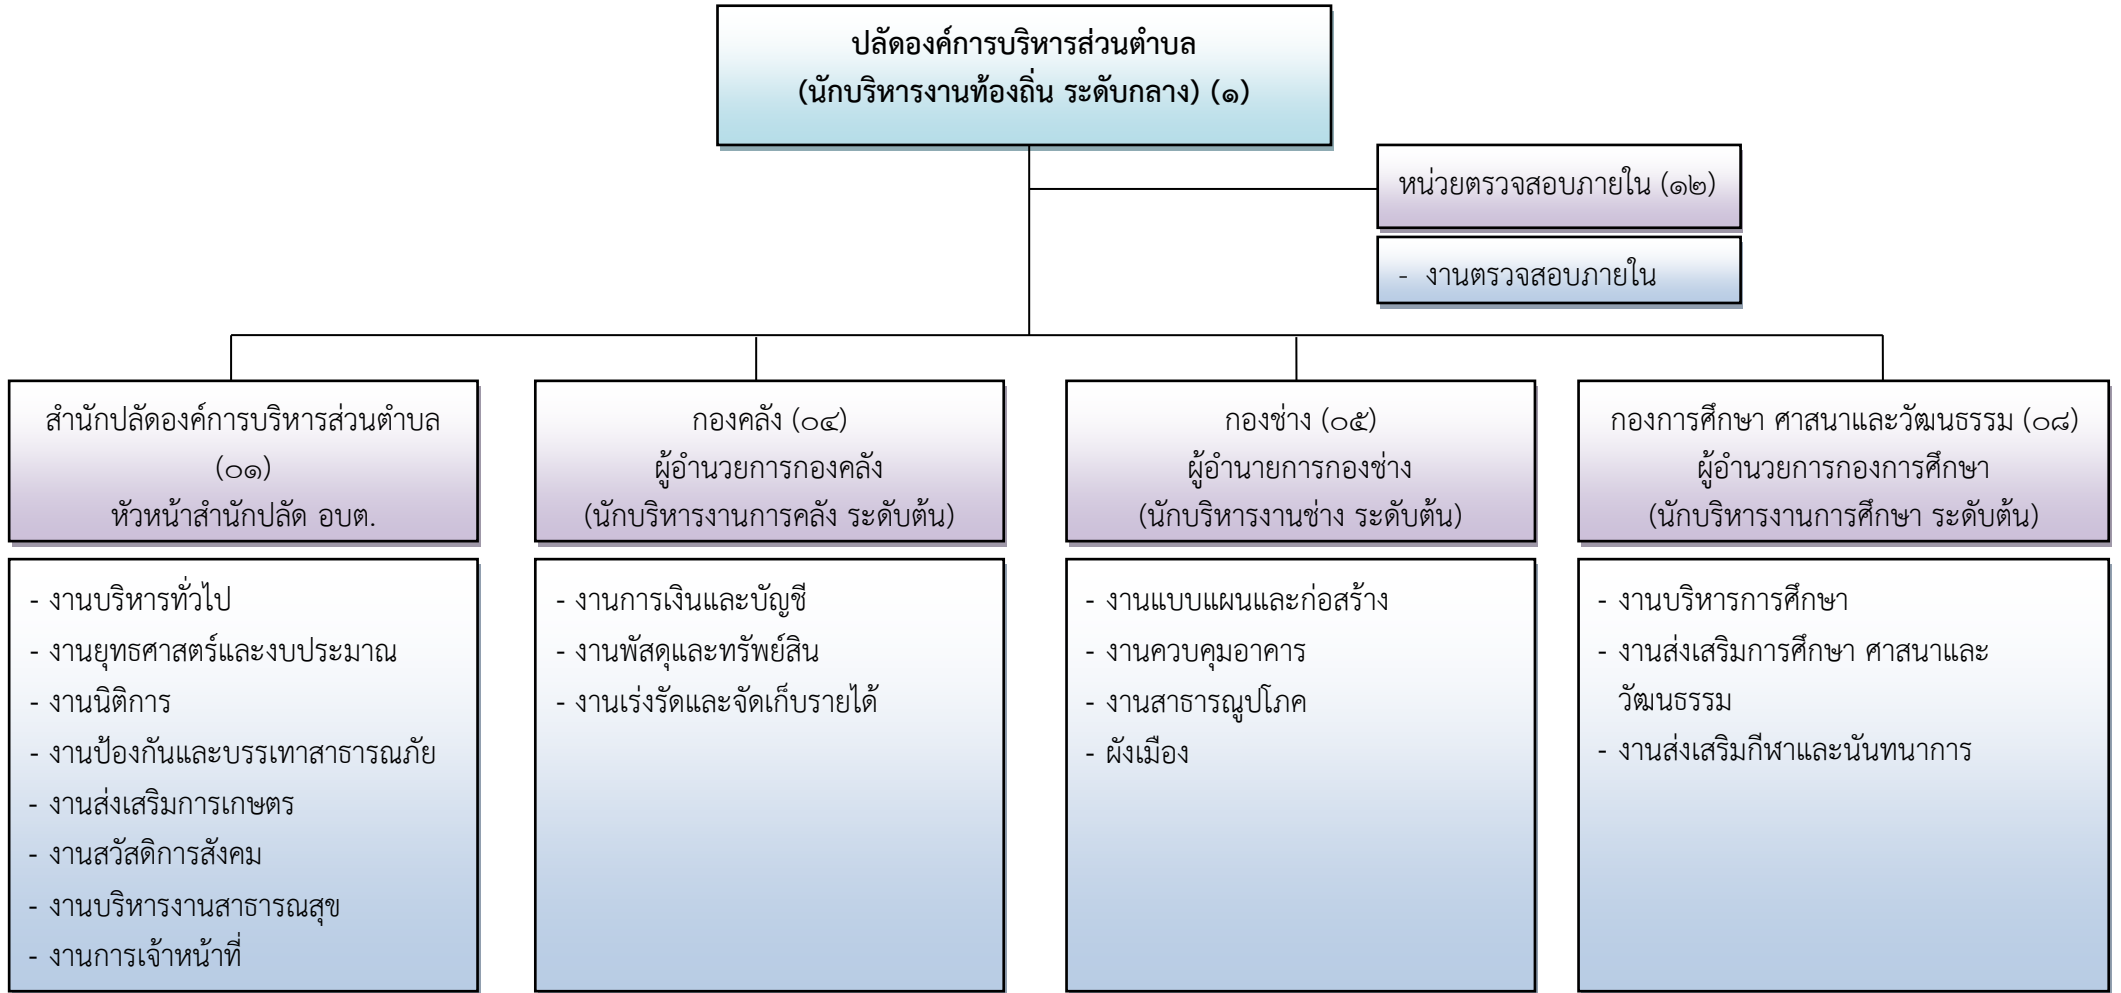 ปลัดองค์การบริหารส่วนตำบล
(นักบริหารงานท้องถิ่น ระดับกลาง) (๑)
หน่วยตรวจสอบภายใน (๑๒)
- งานตรวจสอบภายใน
สำนักปลัดองค์การบริหารส่วนตำบล
(๐๑)
หัวหน้าสำนักปลัด อบต.
- งานบริหารทั่วไป
- งานยุทธศาสตร์และงบประมาณ
- งานนิติการ
- งานป้องกันและบรรเทาสาธารณภัย
- งานส่งเสริมการเกษตร
- งานสวัสดิการสังคม
- งานบริหารงานสาธารณสุข
- งานการเจ้าหน้าที่
กองคลัง (๐๔)
ผู้อำนวยการกองคลัง
(นักบริหารงานการคลัง ระดับต้น)
- งานการเงินและบัญชี
- งานพัสดุและทรัพย์สิน
- งานเร่งรัดและจัดเก็บรายได้
กองช่าง (๐๕)
ผู้อำนายการกองช่าง
(นักบริหารงานช่าง ระดับต้น)
- งานแบบแผนและก่อสร้าง
- งานควบคุมอาคาร
- งานสาธารณูปโภค
- ผังเมือง
กองการศึกษา ศาสนาและวัฒนธรรม (๐๘)
ผู้อำนวยการกองการศึกษา
(นักบริหารงานการศึกษา ระดับต้น)
- งานบริหารการศึกษา
- งานส่งเสริมการศึกษา ศาสนาและ
วัฒนธรรม
- งานส่งเสริมกีฬาและนันทนาการ